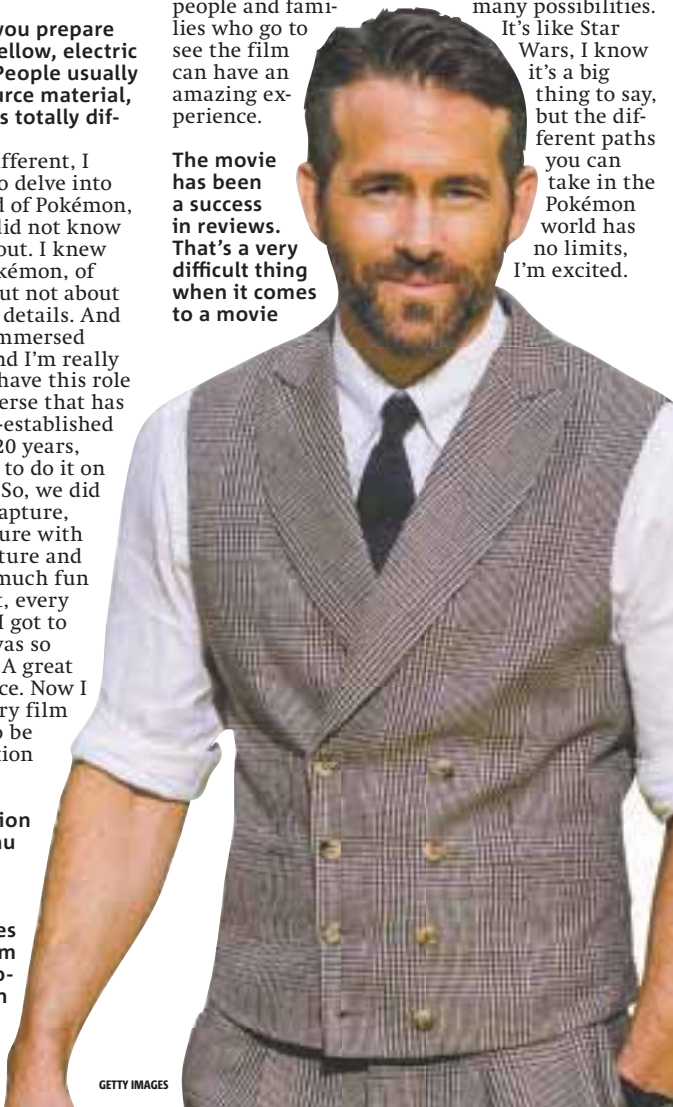 you prepare
ellow, electric
People usually
urce material,
s totally dif-
fferent, I
o delve into
d of Pokémon,
did not know
out. I knew
kémon, of
ut not about
details. And
mmersed
nd I'm really
have this role
erse that has
-established
20 years,
to do it on
So, we did
apture,
ure with
ture and
much fun
t, every
I got to
was so
A great
ce. Now I
ry film
o be
tion
ion
au
es
m
o-
n
people and fami-
lies who go to
see the film
can have an
amazing ex-
perience.
The movie
has been
a success
in reviews.
That's a very
difficult thing
when it comes
to a movie
many possibilities.
It's like Star
Wars, I know
it's a big
thing to say,
but the dif-
ferent paths
you can
take in the
Pokémon
world has
no limits,
I'm excited.
GETTY IMAGES